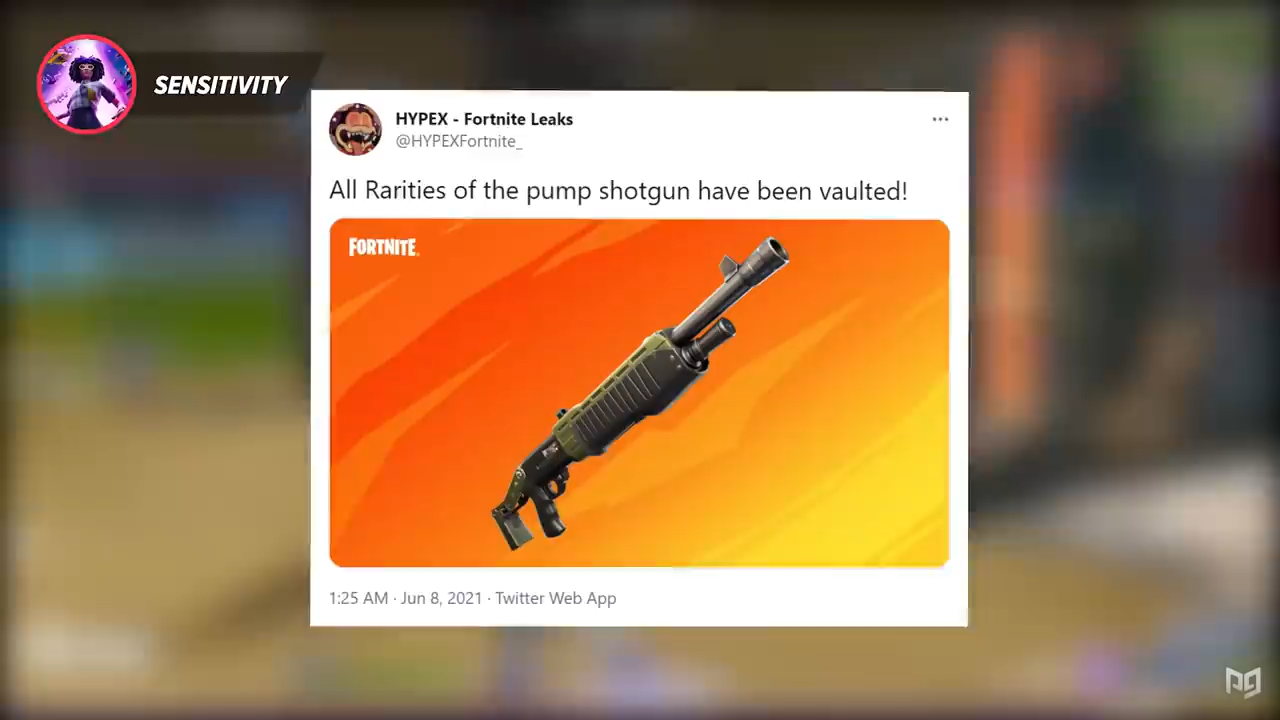 SENSITIVITY
HYPEX - Fortnite Leaks
@HYPEXFortnite_
All Rarities of the pump shotgun have been vaulted!
FORTNITE
1:25 AM · Jun 8, 2021 · Twitter Web App